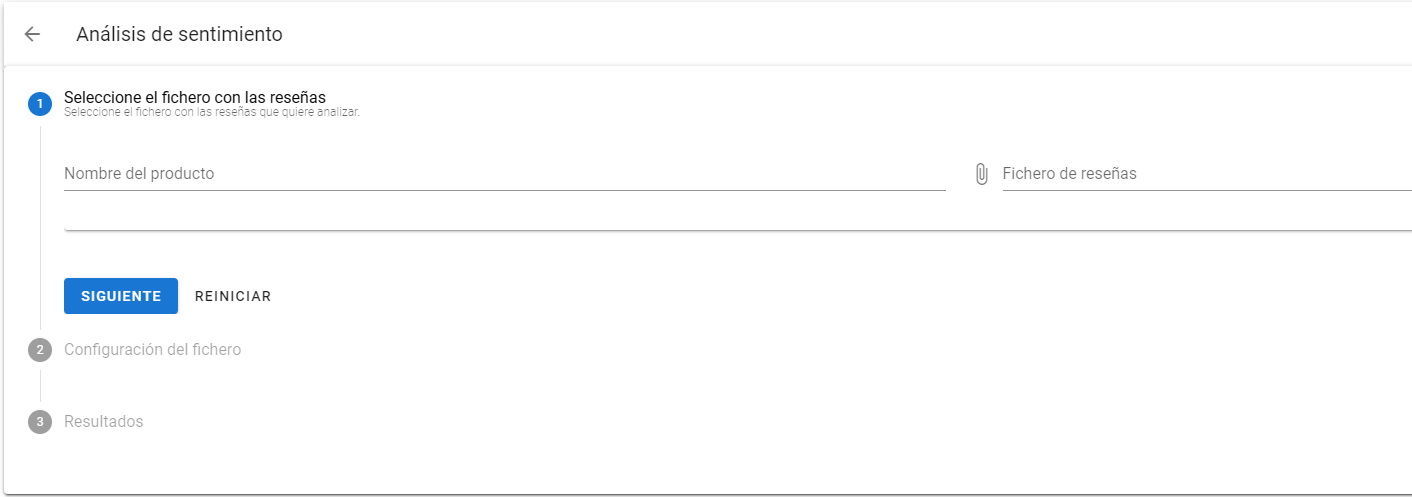 Análisis de sentimiento
1
Seleccione el fichero con las reseñas
Seleccione el fichero con las reseñas que quiere analizar.
Nombre del producto
Fichero de reseñas
SIGUIENTE
REINICIAR
2
Configuración del fichero
3
Resultados